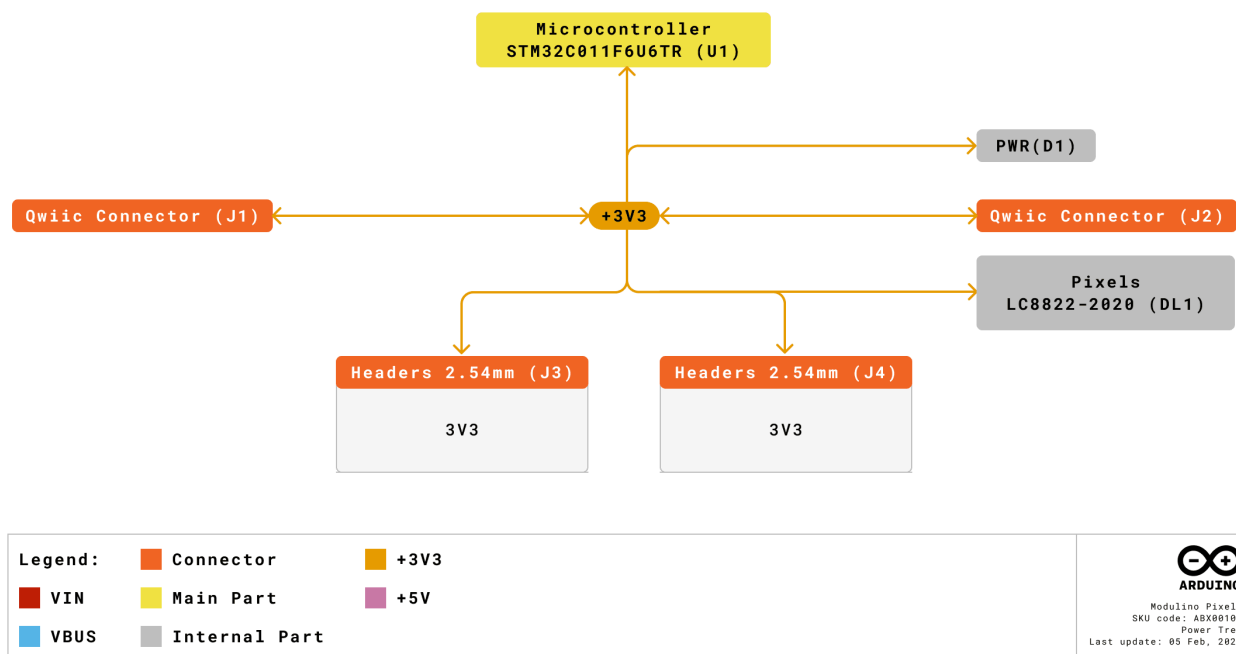 Microcontroller
STM32C011F6U6TR (U1)
PWR(D1)
Qwiic Connector (J1)
+3V3
Qwiic Connector (J2)
Pixels
LC8822-2020 (DL1)
Headers 2.54mm (J3)
Headers 2.54mm (J4)
3V3
3V3
Legend:
Connector
+3V3
VIN
Main Part
+5V
VBUS
Internal Part
ARDUINO
Modulino Pixel
SKU code: ABX0010
Power Tre
Last update: 05 Feb, 202